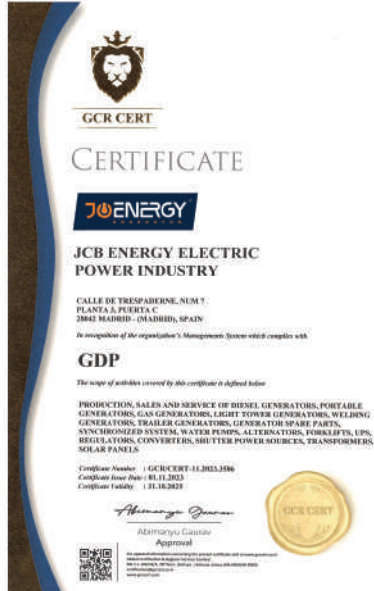 GCR CERT
CERTIFICATE
JCB ENERGY ELECTRIC
POWER INDUSTRY
CALLE DE TRESPADERNE, NUM 7
PLANTA 3, PUERTA C
28042 MADRID - (MADRID), SPAIN
In recognition of the organization's Managements System which complies with
GDP
The scope of activities covered by this certificate is defined below
PRODUCTION, SALES AND SERVICE OF DIESEL GENERATORS, PORTABLE
GENERATORS, GAS GENERATORS, LIGHT TOWER GENERATORS, WELDING
GENERATORS, TRAILER GENERATORS, GENERATOR SPARE PARTS,
SYNCHRONIZED SYSTEM, WATER PUMPS, ALTERNATORS, FORKLIFTS, UPS,
REGULATORS, CONVERTERS, SHUTTER POWER SOURCES, TRANSFORMERS,
SOLAR PANELS
Certificate Number : GCR/CERT-11.2023.3586
Certificate Issue Date : 01.11.2023
Certificate Validity : 31.10.2025
Abimanyu Gaurav
Abimanyu Gaurav
Approval
GCR CERT